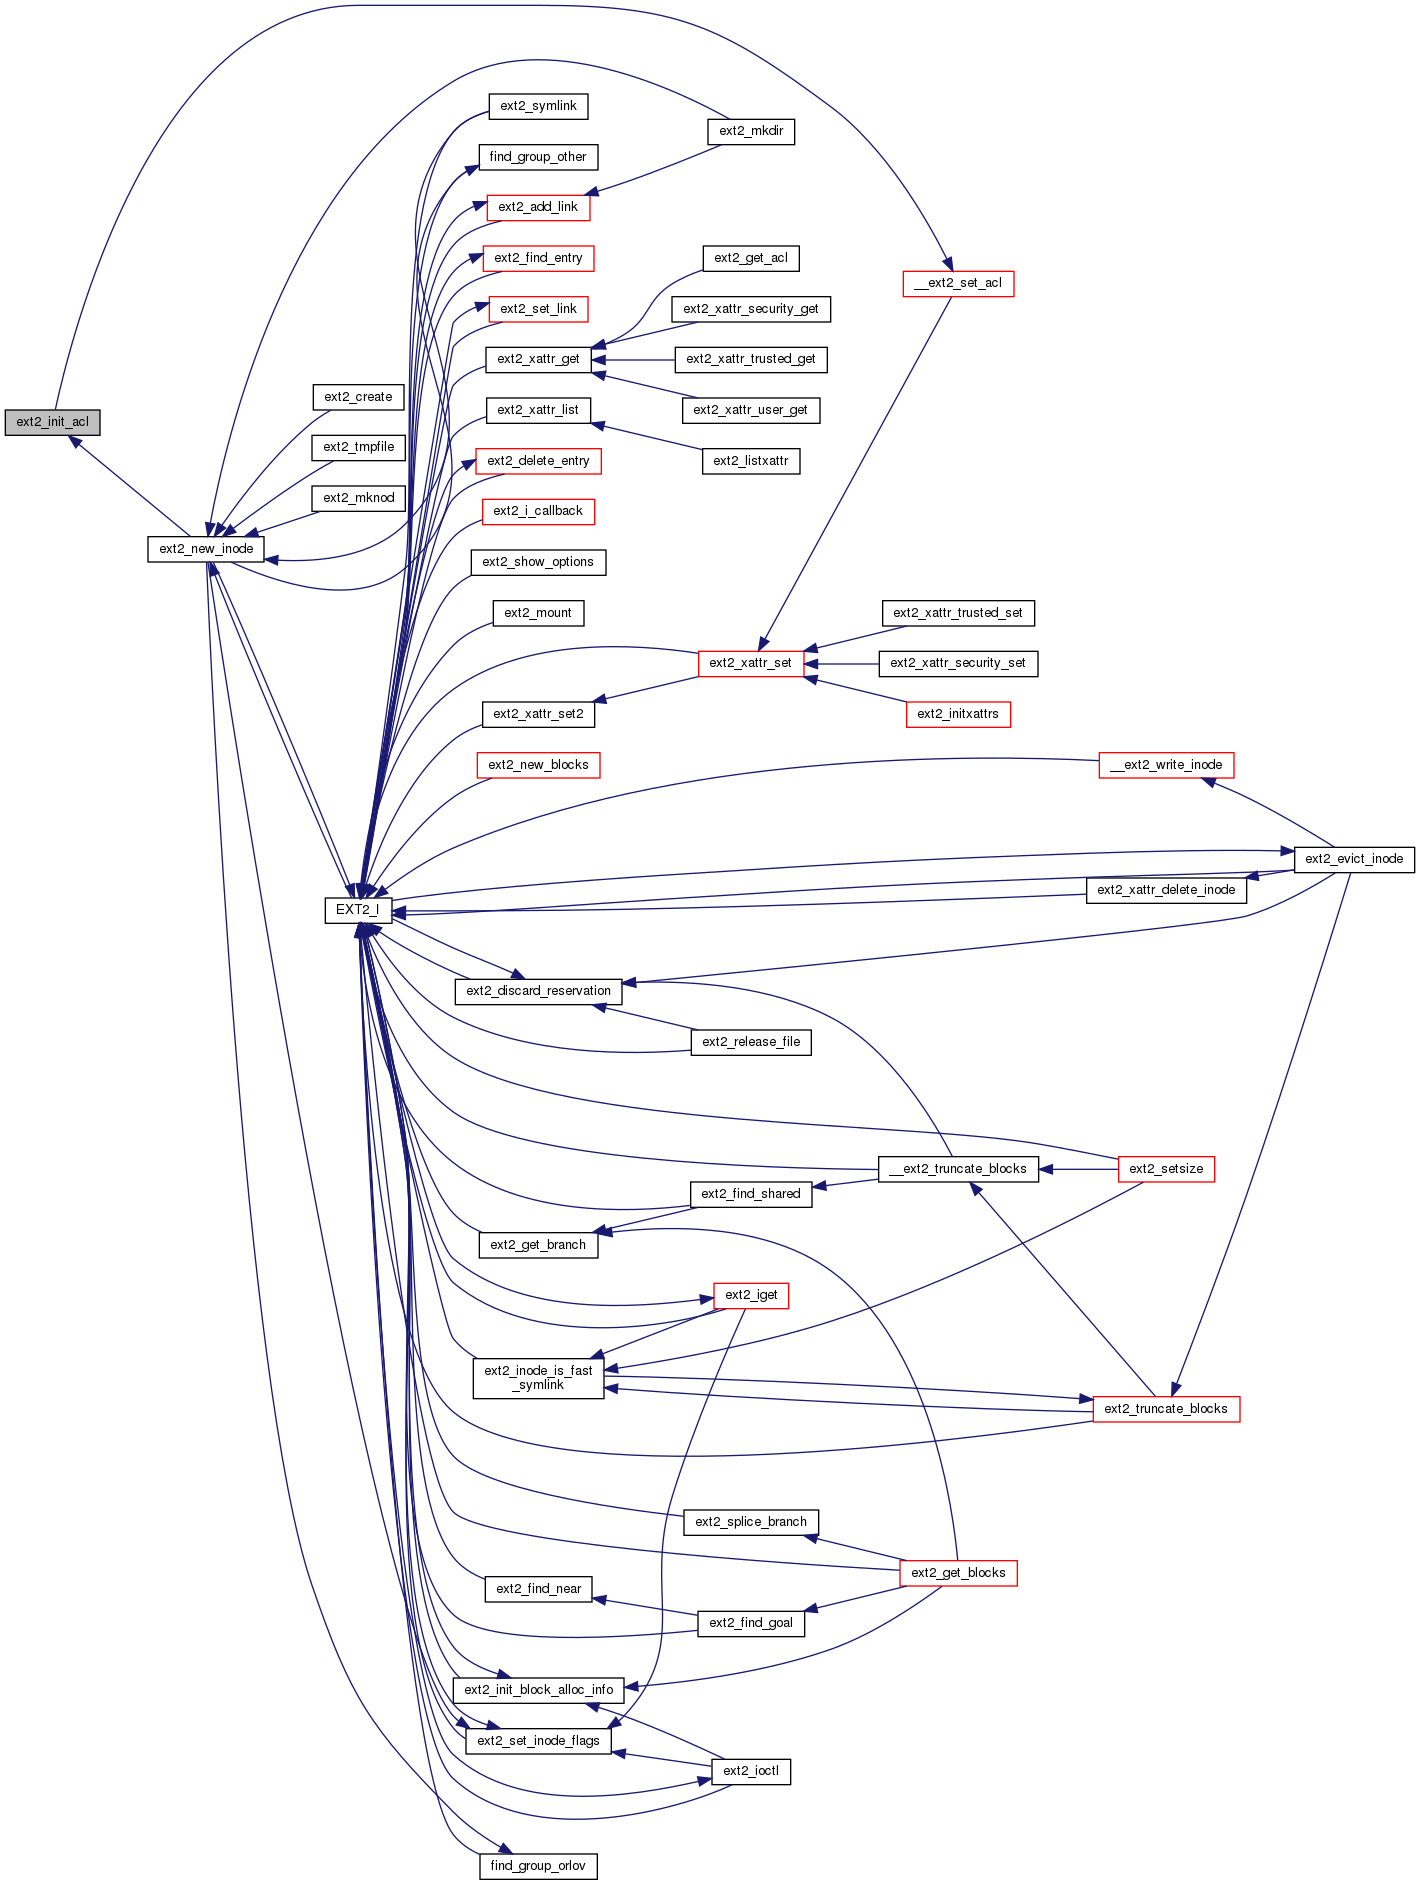 ext2_symlink
ext2_mkdir
find_group_other
ext2_add_link
ext2_find_entry
ext2_get_acl
__ext2_set_acl
ext2_set_link
ext2_xattr_security_get
ext2_xattr_get
ext2_xattr_trusted_get
ext2_create
ext2_xattr_list
ext2_xattr_user_get
ext2_init_acl
ext2_tmpfile
ext2_delete_entry
ext2_listxattr
ext2_mknod
ext2_i_callback
ext2_new_inode
ext2_show_options
ext2_mount
ext2_xattr_trusted_set
ext2_xattr_set
ext2_xattr_security_set
ext2_xattr_set2
ext2_initxattrs
ext2_new_blocks
__ext2_write_inode
ext2_evict_inode
ext2_xattr_delete_inode
EXT2_I
ext2_discard_reservation
ext2_release_file
__ext2_truncate_blocks
ext2_setsize
ext2_find_shared
ext2_get_branch
ext2_iget
ext2_inode_is_fast
_symlink
ext2_truncate_blocks
ext2_splice_branch
ext2_get_blocks
ext2_find_near
ext2_find_goal
ext2_init_block_alloc_info
ext2_set_inode_flags
ext2_ioctl
find_group_orlov